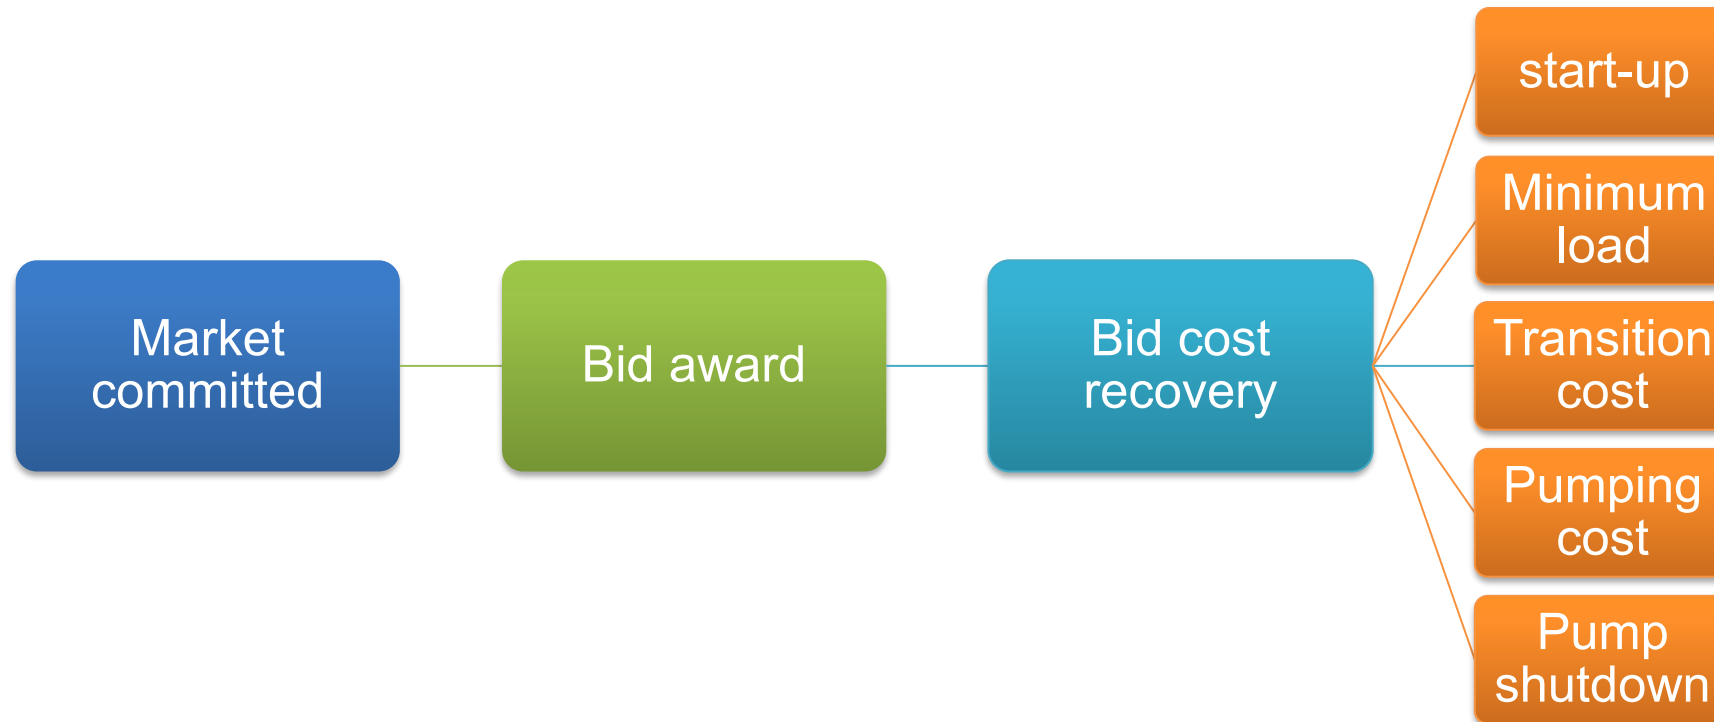 Market
committed
Bid award
Bid cost
recovery
start-up
Minimum
load
Transition
cost
Pumping
cost
Pump
shutdown